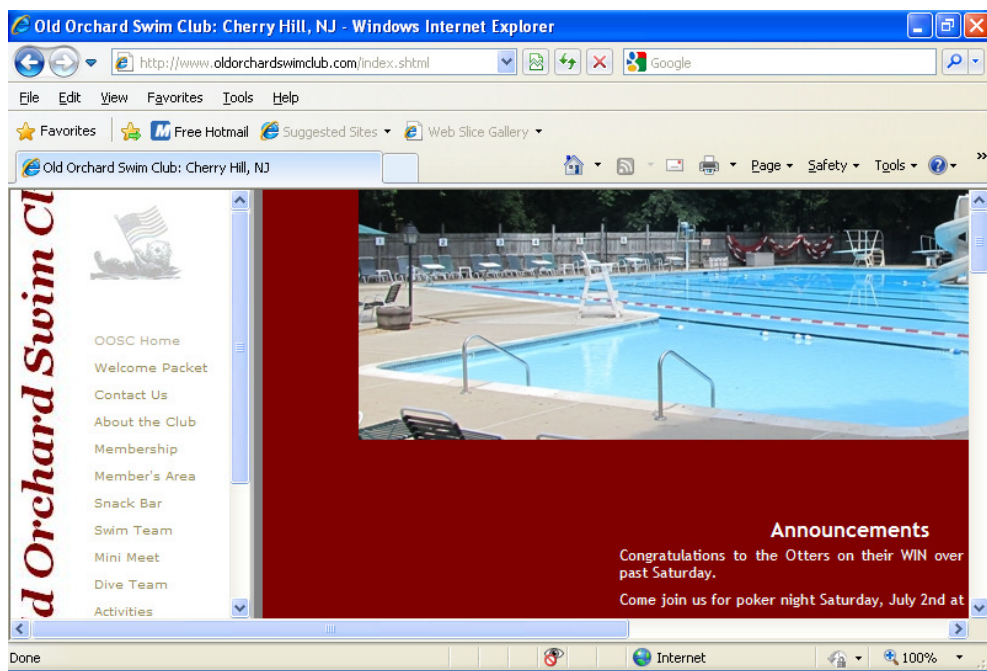 Old Orchard Swim Club: Cherry Hill, NJ - Windows Internet Explorer
http://www.oldorchardswimclub.com/index.shtml
Google
File Edit View Favorites Tools Help
Favorites Free Hotmail Suggested Sites Web Slice Gallery
Old Orchard Swim Club: Cherry Hill, NJ
Page Safety Tools »
d Orchard Swim Cl
OOSC Home
Welcome Packet
Contact Us
About the Club
Membership
Member's Area
Snack Bar
Swim Team
Mini Meet
Dive Team
Activities
1 2 3 4
Announcements
Congratulations to the Otters on their WIN over
past Saturday.
Come join us for poker night Saturday, July 2nd at
Done Internet 100%